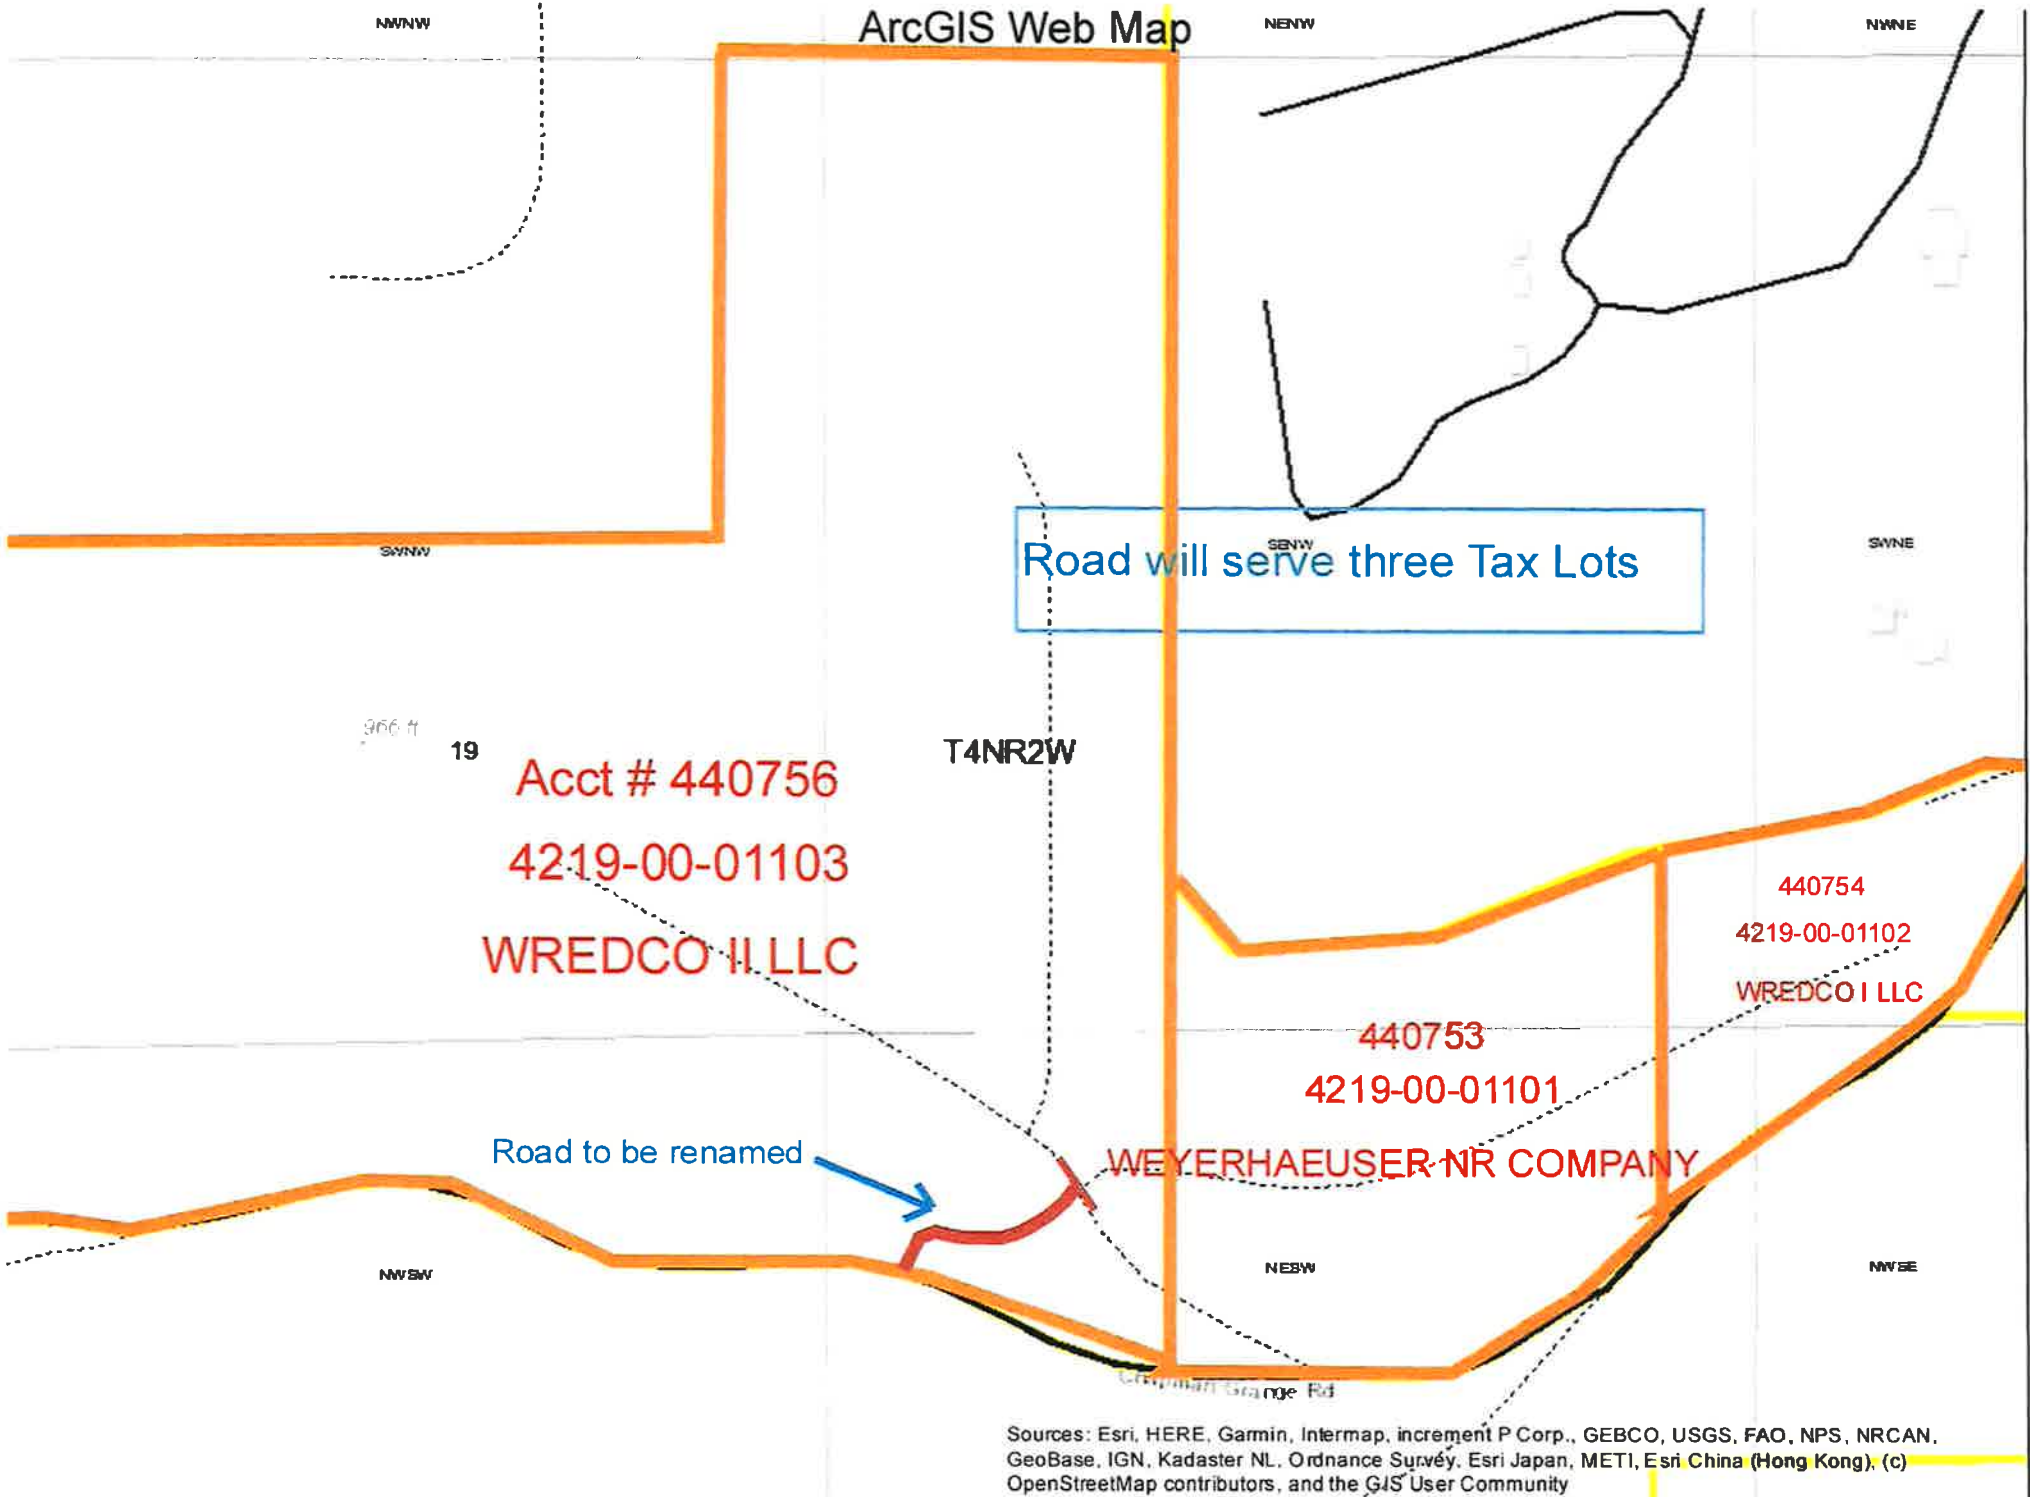 ArcGIS Web Map
NWNW
NENW
NWNE
SWNW
SENW
SWNE
Road will serve three Tax Lots
966 ft
19
T4NR2W
Acct # 440756
4219-00-01103
WREDCO II LLC
440754
4219-00-01102
WREDCO I LLC
440753
4219-00-01101
WEYERHAEUSER NR COMPANY
Road to be renamed
NWSW
NESW
NWSE
Chapman Grange Rd
Sources: Esri, HERE, Garmin, Intermap, increment P Corp., GEBCO, USGS, FAO, NPS, NRCAN,
GeoBase, IGN, Kadaster NL, Ordnance Survey, Esri Japan, METI, Esri China (Hong Kong), (c)
OpenStreetMap contributors, and the GIS User Community